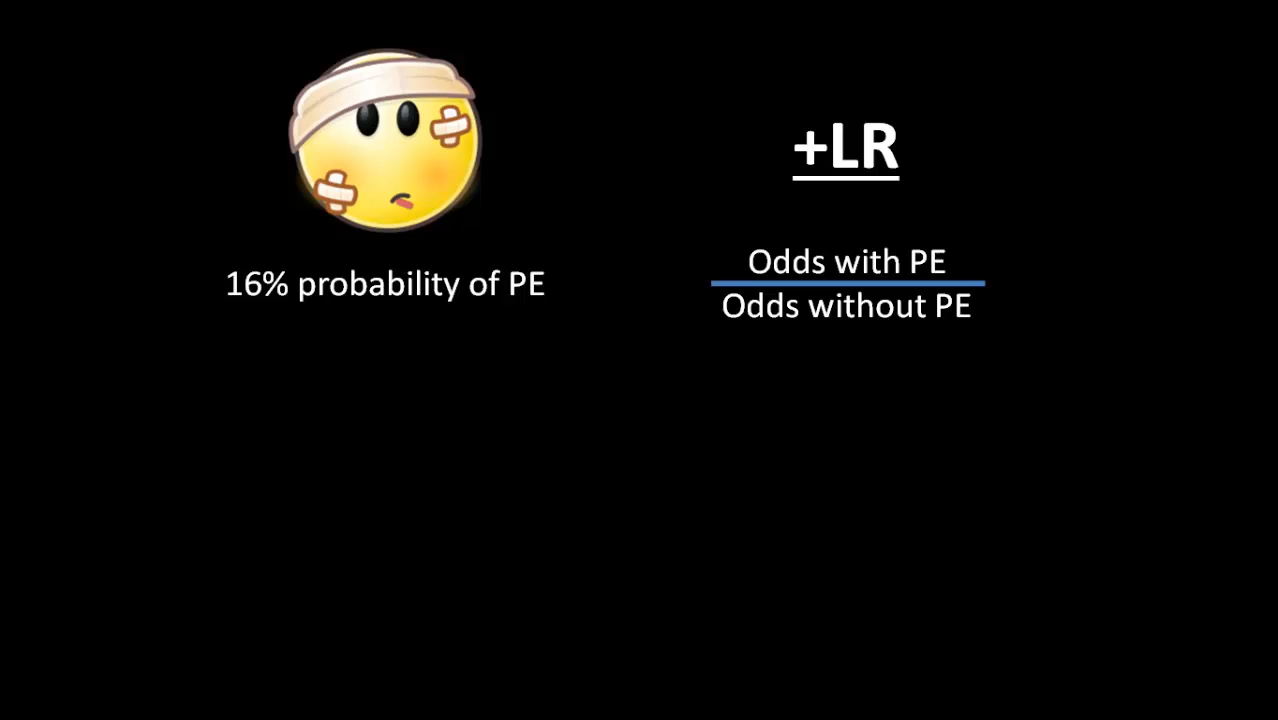 +LR
Odds with PE
16% probability of PE
Odds without PE